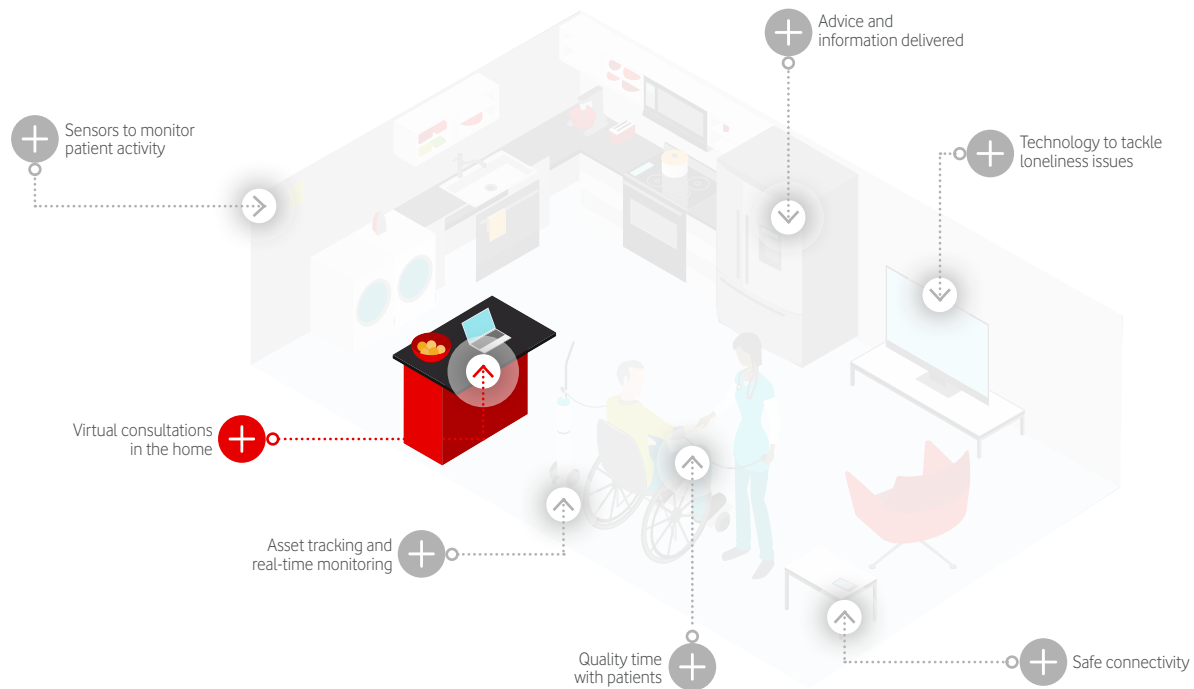 Advice and
information delivered
Sensors to monitor
patient activity
Technology to tackle
loneliness issues
Virtual consultations
in the home
Asset tracking and
real-time monitoring
Quality time
with patients
Safe connectivity